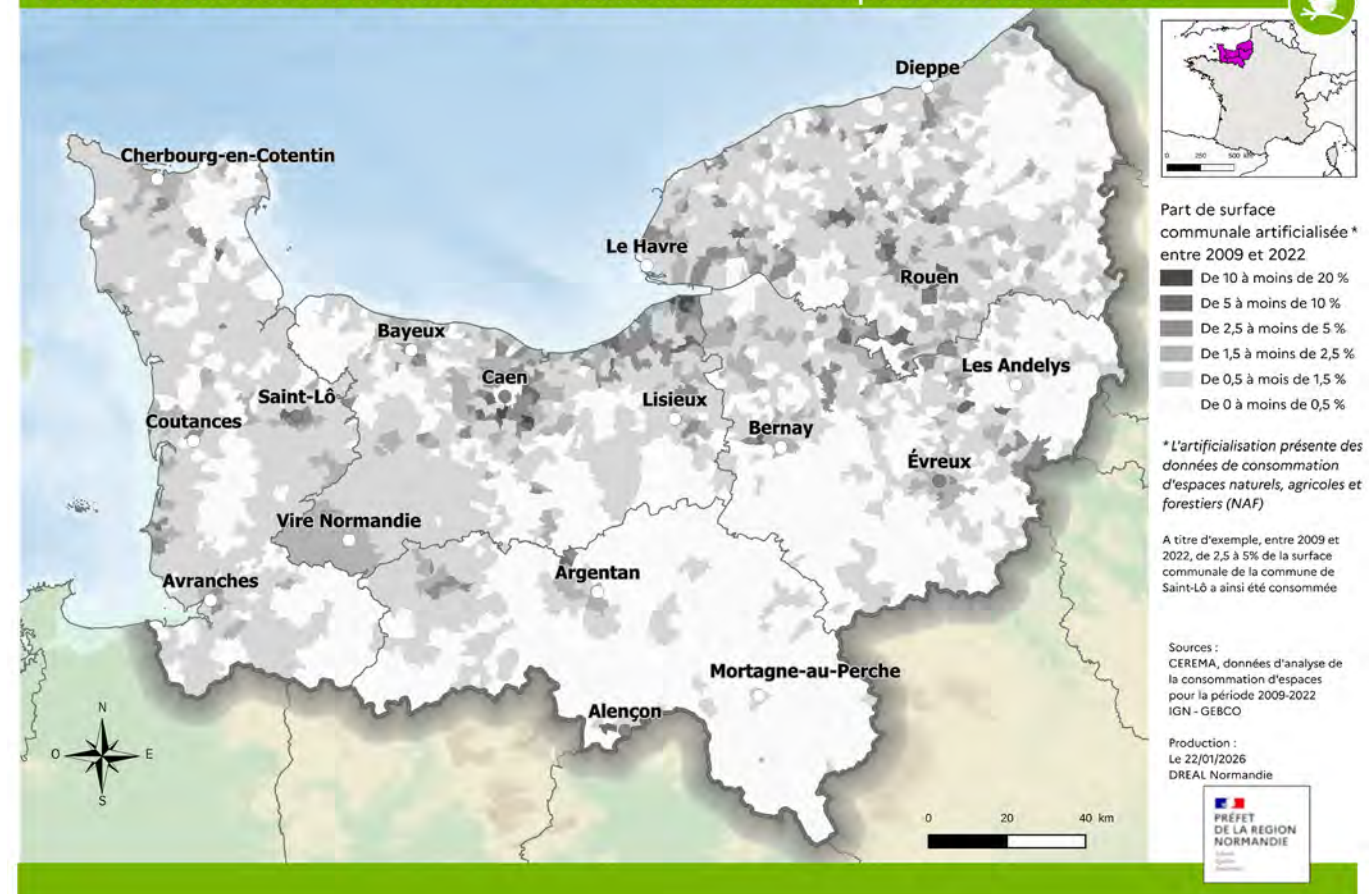 Dieppe
Cherbourg-en-Cotentin
Le Havre
Rouen
Bayeux
Caen
Les Andelys
Saint-Lô
Lisieux
Coutances
Bernay
Évreux
Vire Normandie
Argentan
Avranches
Mortagne-au-Perche
Alençon
N
O
E
S
0 20 40 km
0 250 500 km
Part de surface
communale artificialisée *
entre 2009 et 2022
De 10 à moins de 20 %
De 5 à moins de 10 %
De 2,5 à moins de 5 %
De 1,5 à moins de 2,5 %
De 0,5 à mois de 1,5 %
De 0 à moins de 0,5 %
* L'artificialisation présente des
données de consommation
d'espaces naturels, agricoles et
forestiers (NAF)
A titre d'exemple, entre 2009 et
2022, de 2,5 à 5% de la surface
communale de la commune de
Saint-Lô a ainsi été consommée
Sources :
CEREMA, données d'analyse de
la consommation d'espaces
pour la période 2009-2022
IGN - GEBCO
Production :
Le 22/01/2026
DREAL Normandie
PRÉFET
DE LA REGION
NORMANDIE